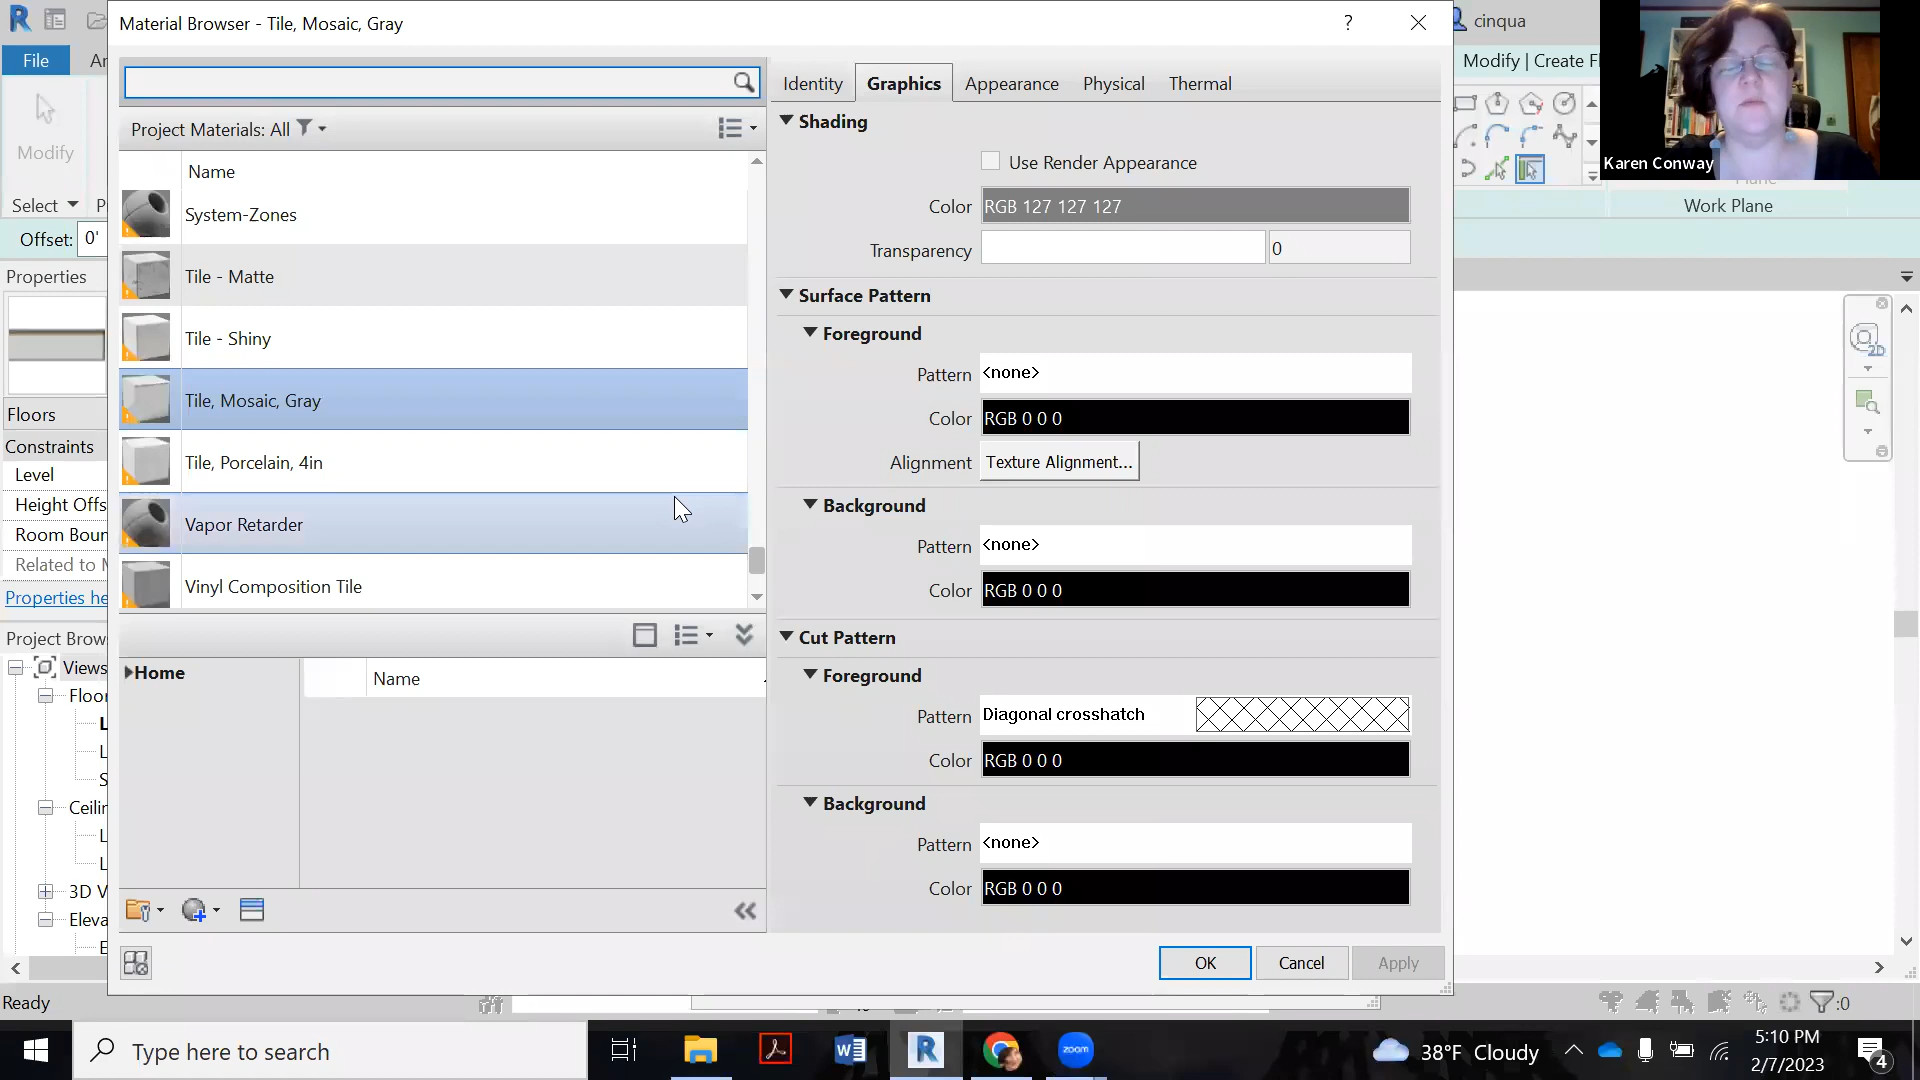 Material Browser - Tile, Mosaic, Gray
?
cinqua
File
Ar
Modify | Create Fl
Modify
Select
P
Offset: 0'
Properties
Floors
Constraints
Level
Height Offs
Room Boun
Related to M
Properties he
Project Brow
Views
Floor
L
L
S
Ceilin
L
L
3D V
Eleva
E
Ready
Project Materials: All
Name
System-Zones
Tile - Matte
Tile - Shiny
Tile, Mosaic, Gray
Tile, Porcelain, 4in
Vapor Retarder
Vinyl Composition Tile
Home
Name
Identity
Graphics
Appearance
Physical
Thermal
Shading
Use Render Appearance
Color RGB 127 127 127
Transparency 0
Surface Pattern
Foreground
Pattern <none>
Color RGB 0 0 0
Alignment Texture Alignment...
Background
Pattern <none>
Color RGB 0 0 0
Cut Pattern
Foreground
Pattern Diagonal crosshatch
Color RGB 0 0 0
Background
Pattern <none>
Color RGB 0 0 0
OK
Cancel
Apply
Karen Conway
Plane
Work Plane
2D
:0
Type here to search
zoom
38°F Cloudy
5:10 PM
2/7/2023
4